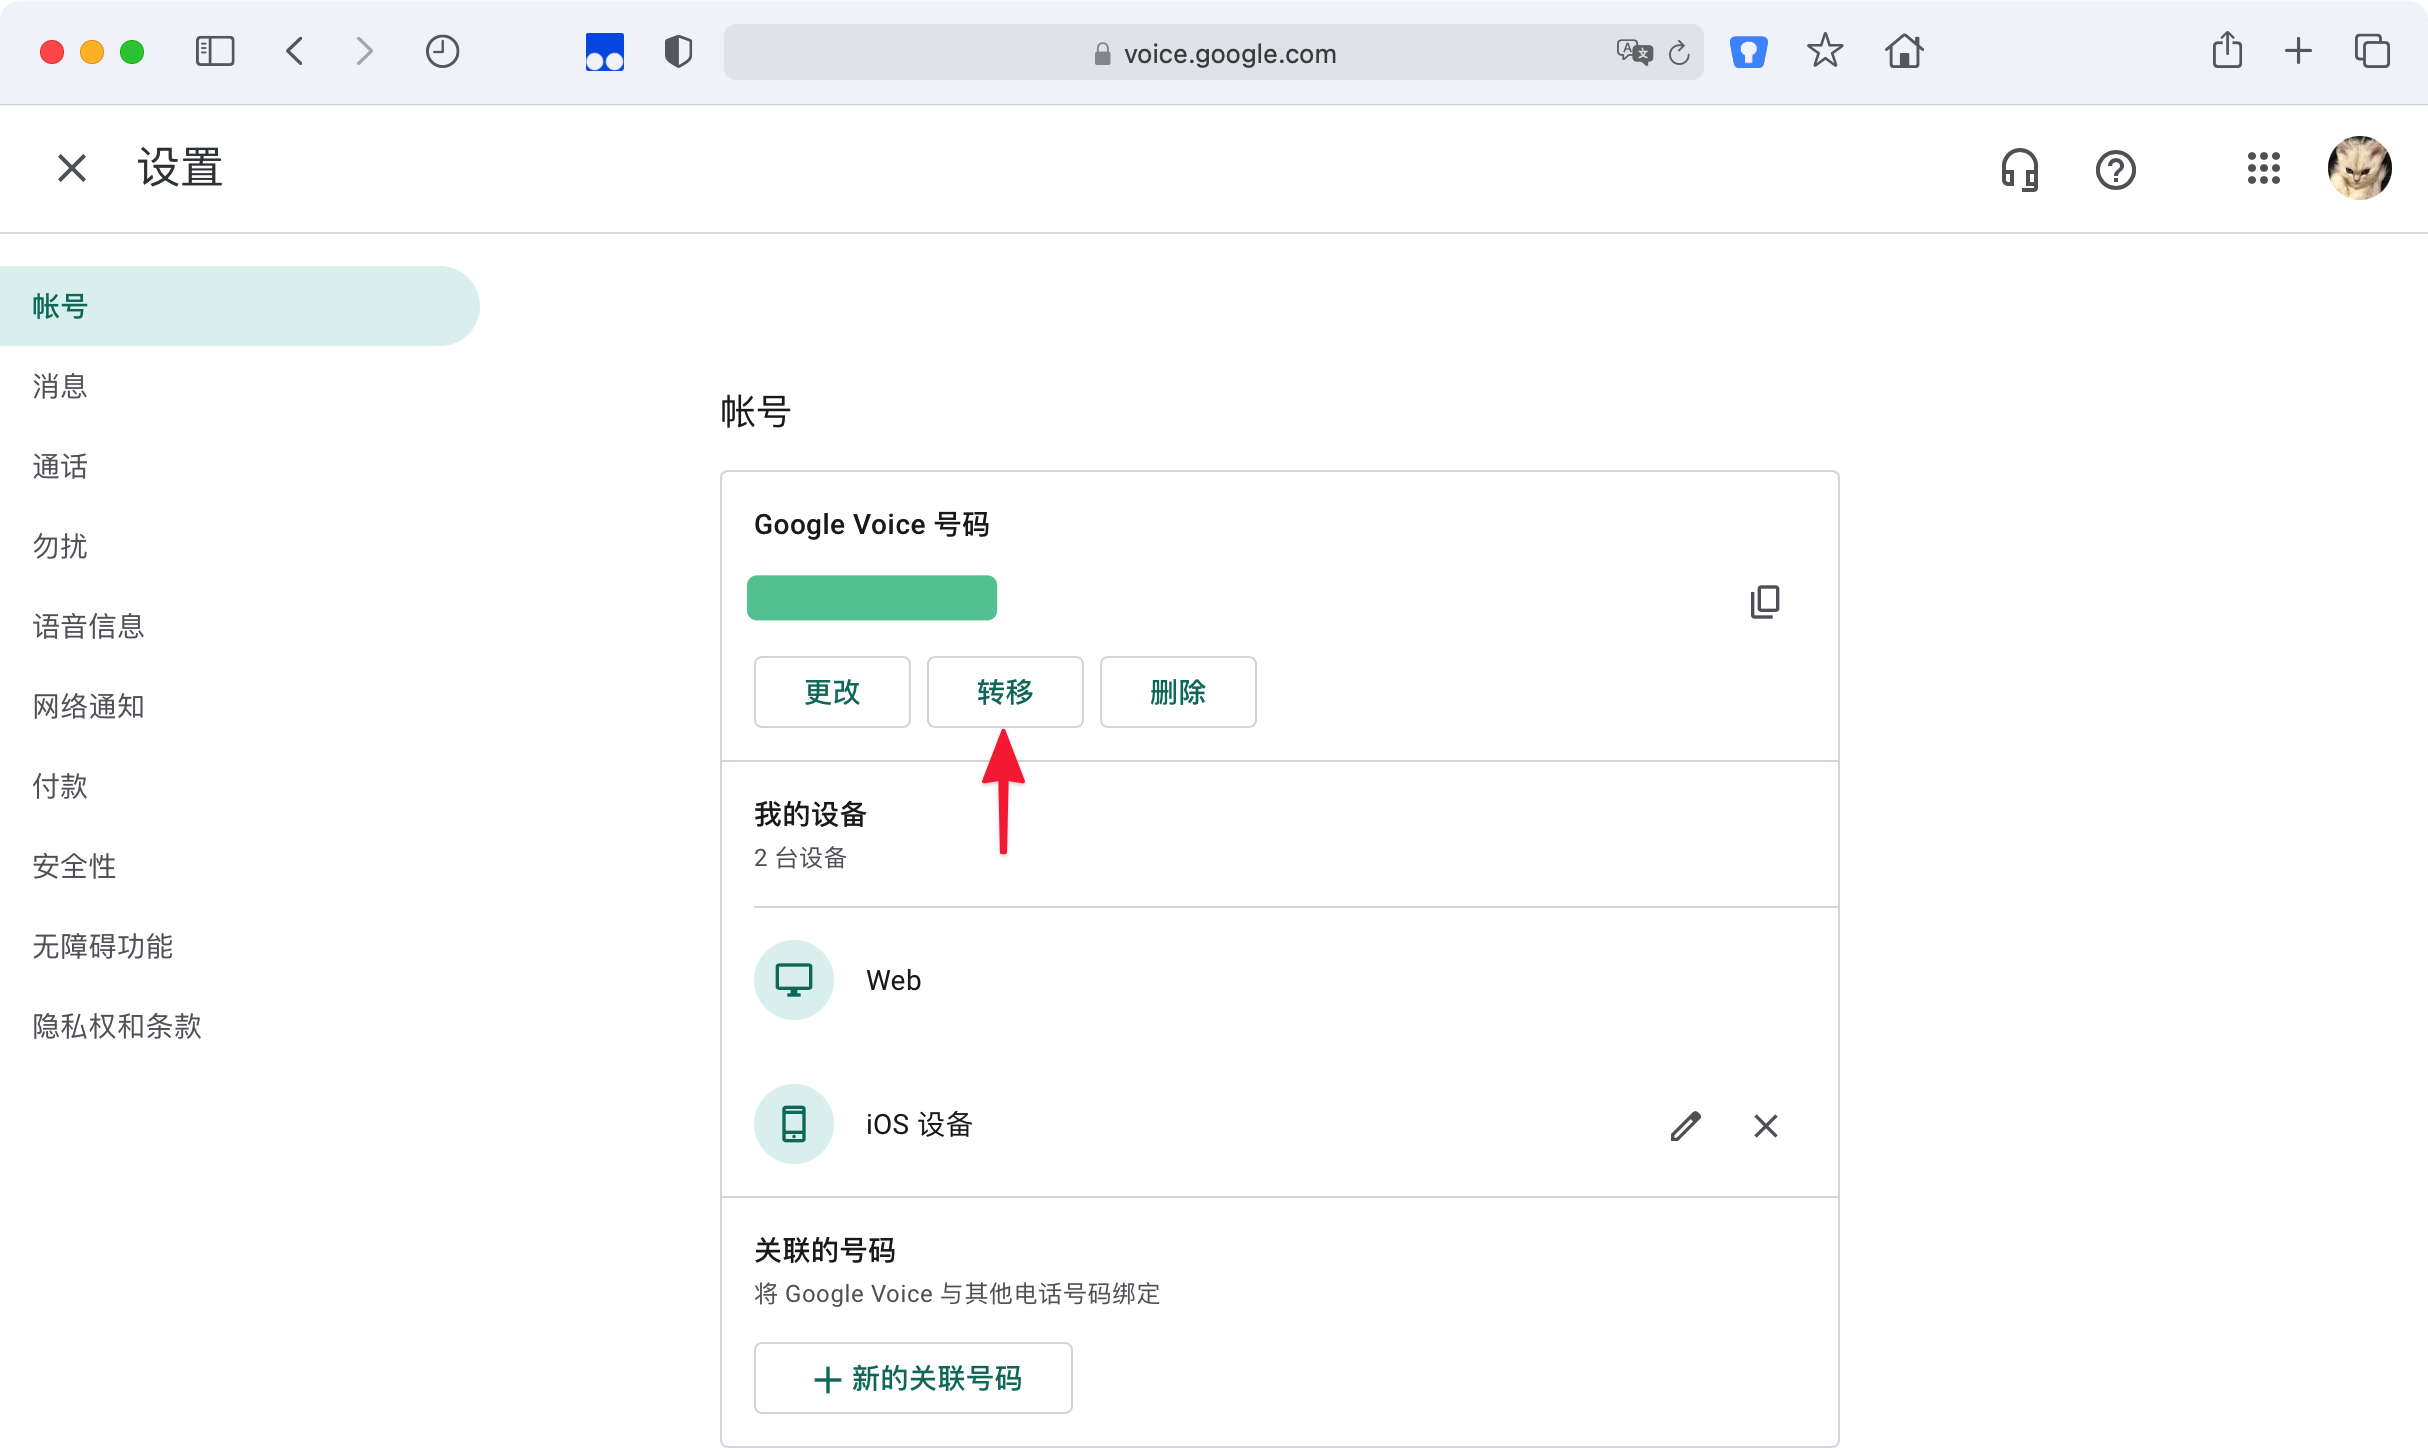 voice.google.com
设置
帐号
消息
通话
勿扰
语音信息
网络通知
付款
安全性
无障碍功能
隐私权和条款
帐号
Google Voice 号码
更改
转移
删除
我的设备
2 台设备
Web
iOS 设备
关联的号码
将 Google Voice 与其他电话号码绑定
新的关联号码